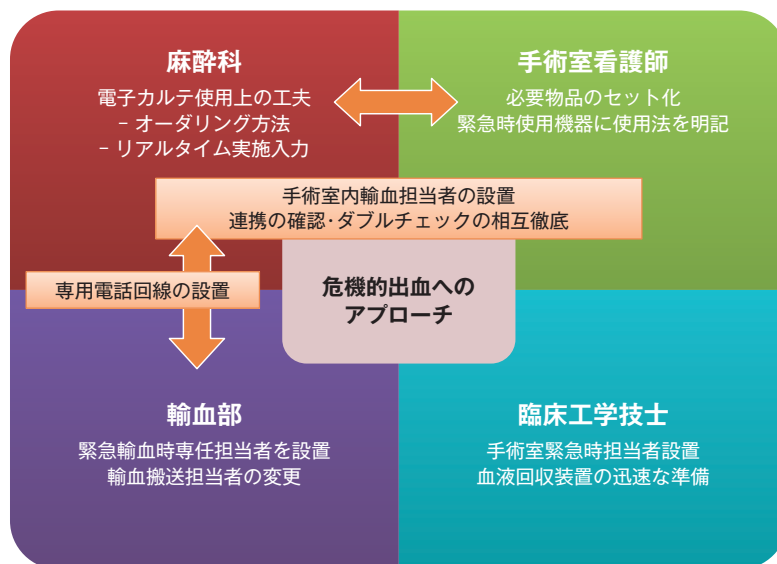 麻酔科
電子カルテ使用上の工夫
− オーダリング方法
− リアルタイム実施入力
手術室看護師
必要物品のセット化
緊急時使用機器に使用法を明記
手術室内輸血担当者の設置
連携の確認･ダブルチェックの相互徹底
専用電話回線の設置
危機的出血への
アプローチ
輸血部
緊急輸血時専任担当者を設置
輸血搬送担当者の変更
臨床工学技士
手術室緊急時担当者設置
血液回収装置の迅速な準備